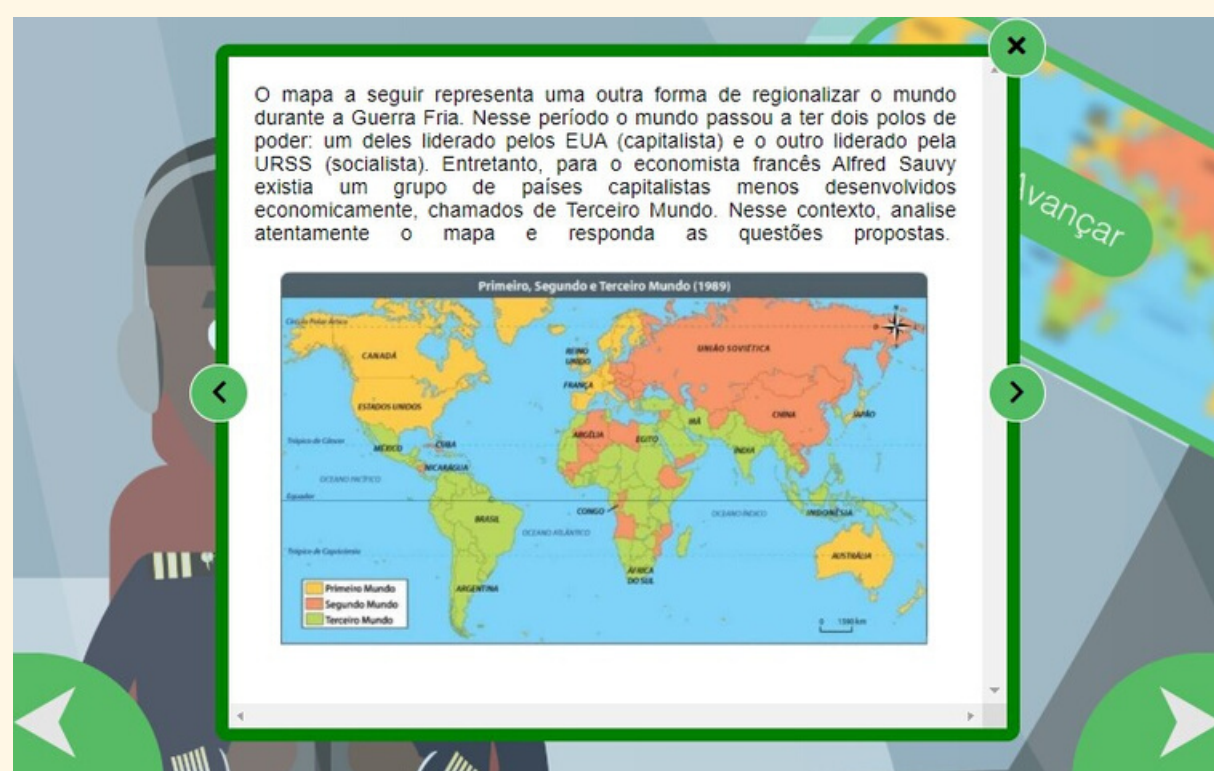 O mapa a seguir representa uma outra forma de regionalizar o mundo
durante a Guerra Fria. Nesse período o mundo passou a ter dois polos de
poder: um deles liderado pelos EUA (capitalista) e o outro liderado pela
URSS (socialista). Entretanto, para o economista francês Alfred Sauvy
existia um grupo de países capitalistas menos desenvolvidos
economicamente, chamados de Terceiro Mundo. Nesse contexto, analise
atentamente o mapa e responda as questões propostas.
Avançar
Primeiro, Segundo e Terceiro Mundo (1989)
Círculo Polar Ártico
CANADÁ
REINO
UNIDO
UNIÃO SOVIÉTICA
FRANÇA
ESTADOS UNIDOS
CHINA
JAPÃO
ARGÉLIA
EGITO
IRÃ
Trópico de Câncer
MÉXICO
CUBA
ÍNDIA
NICARÁGUA
OCEANO PACÍFICO
Equador
CONGO
OCEANO ÍNDICO
INDONÉSIA
BRASIL
OCEANO ATLÂNTICO
Trópico de Capricórnio
AUSTRÁLIA
ÁFRICA
DO SUL
ARGENTINA
Primeiro Mundo
Segundo Mundo
Terceiro Mundo